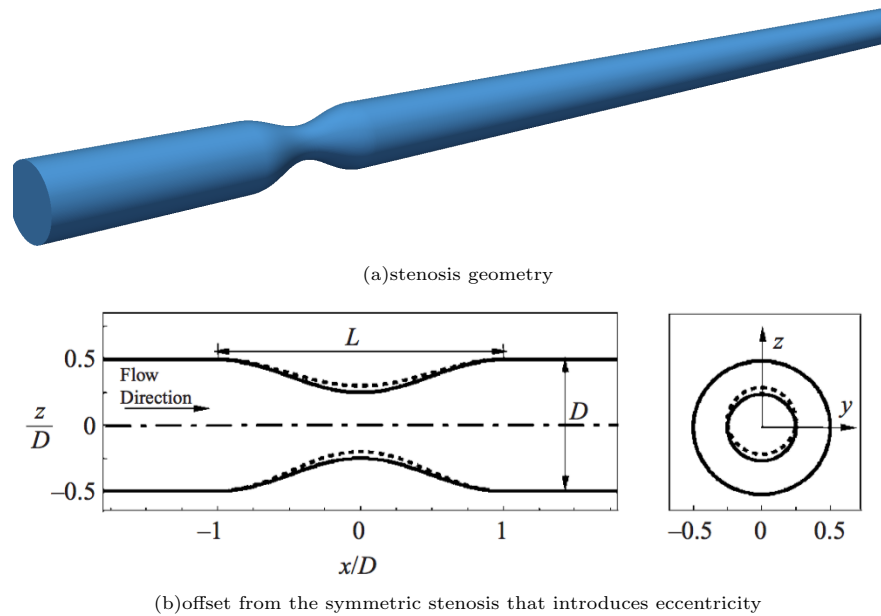 (a)stenosis geometry
L
z
0.5
Flow
Direction
z/D
0
D
y
−0.5
−1
0
1
−0.5
0
0.5
x/D
(b)offset from the symmetric stenosis that introduces eccentricity